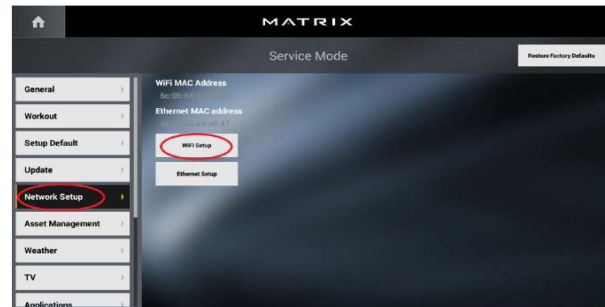 MATRIX
Service Mode
Restore Factory Defaults
General
Workout
Setup Default
Update
Network Setup
Asset Management
Weather
TV
Applications
WiFi MAC Address
Ethernet MAC address
WiFi Setup
Ethernet Setup